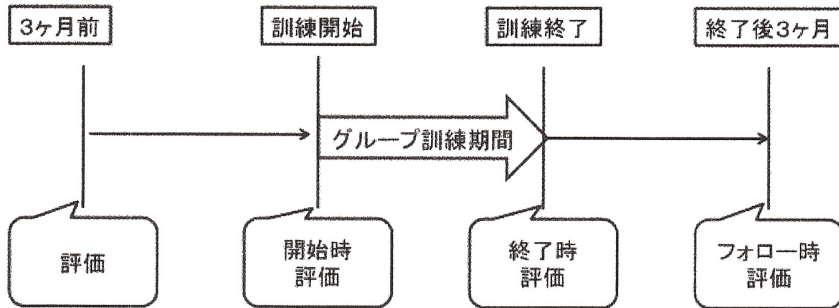 3ヶ月前
訓練開始
訓練終了
終了後3ヶ月
グループ訓練期間
評価
開始時
評価
終了時
評価
フォロー時
評価